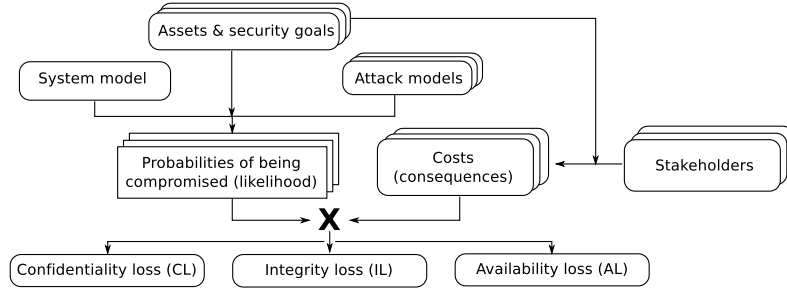 Assets & security goals
System model
Attack models
Probabilities of being
compromised (likelihood)
Costs
(consequences)
Stakeholders
X
Confidentiality loss (CL)
Integrity loss (IL)
Availability loss (AL)